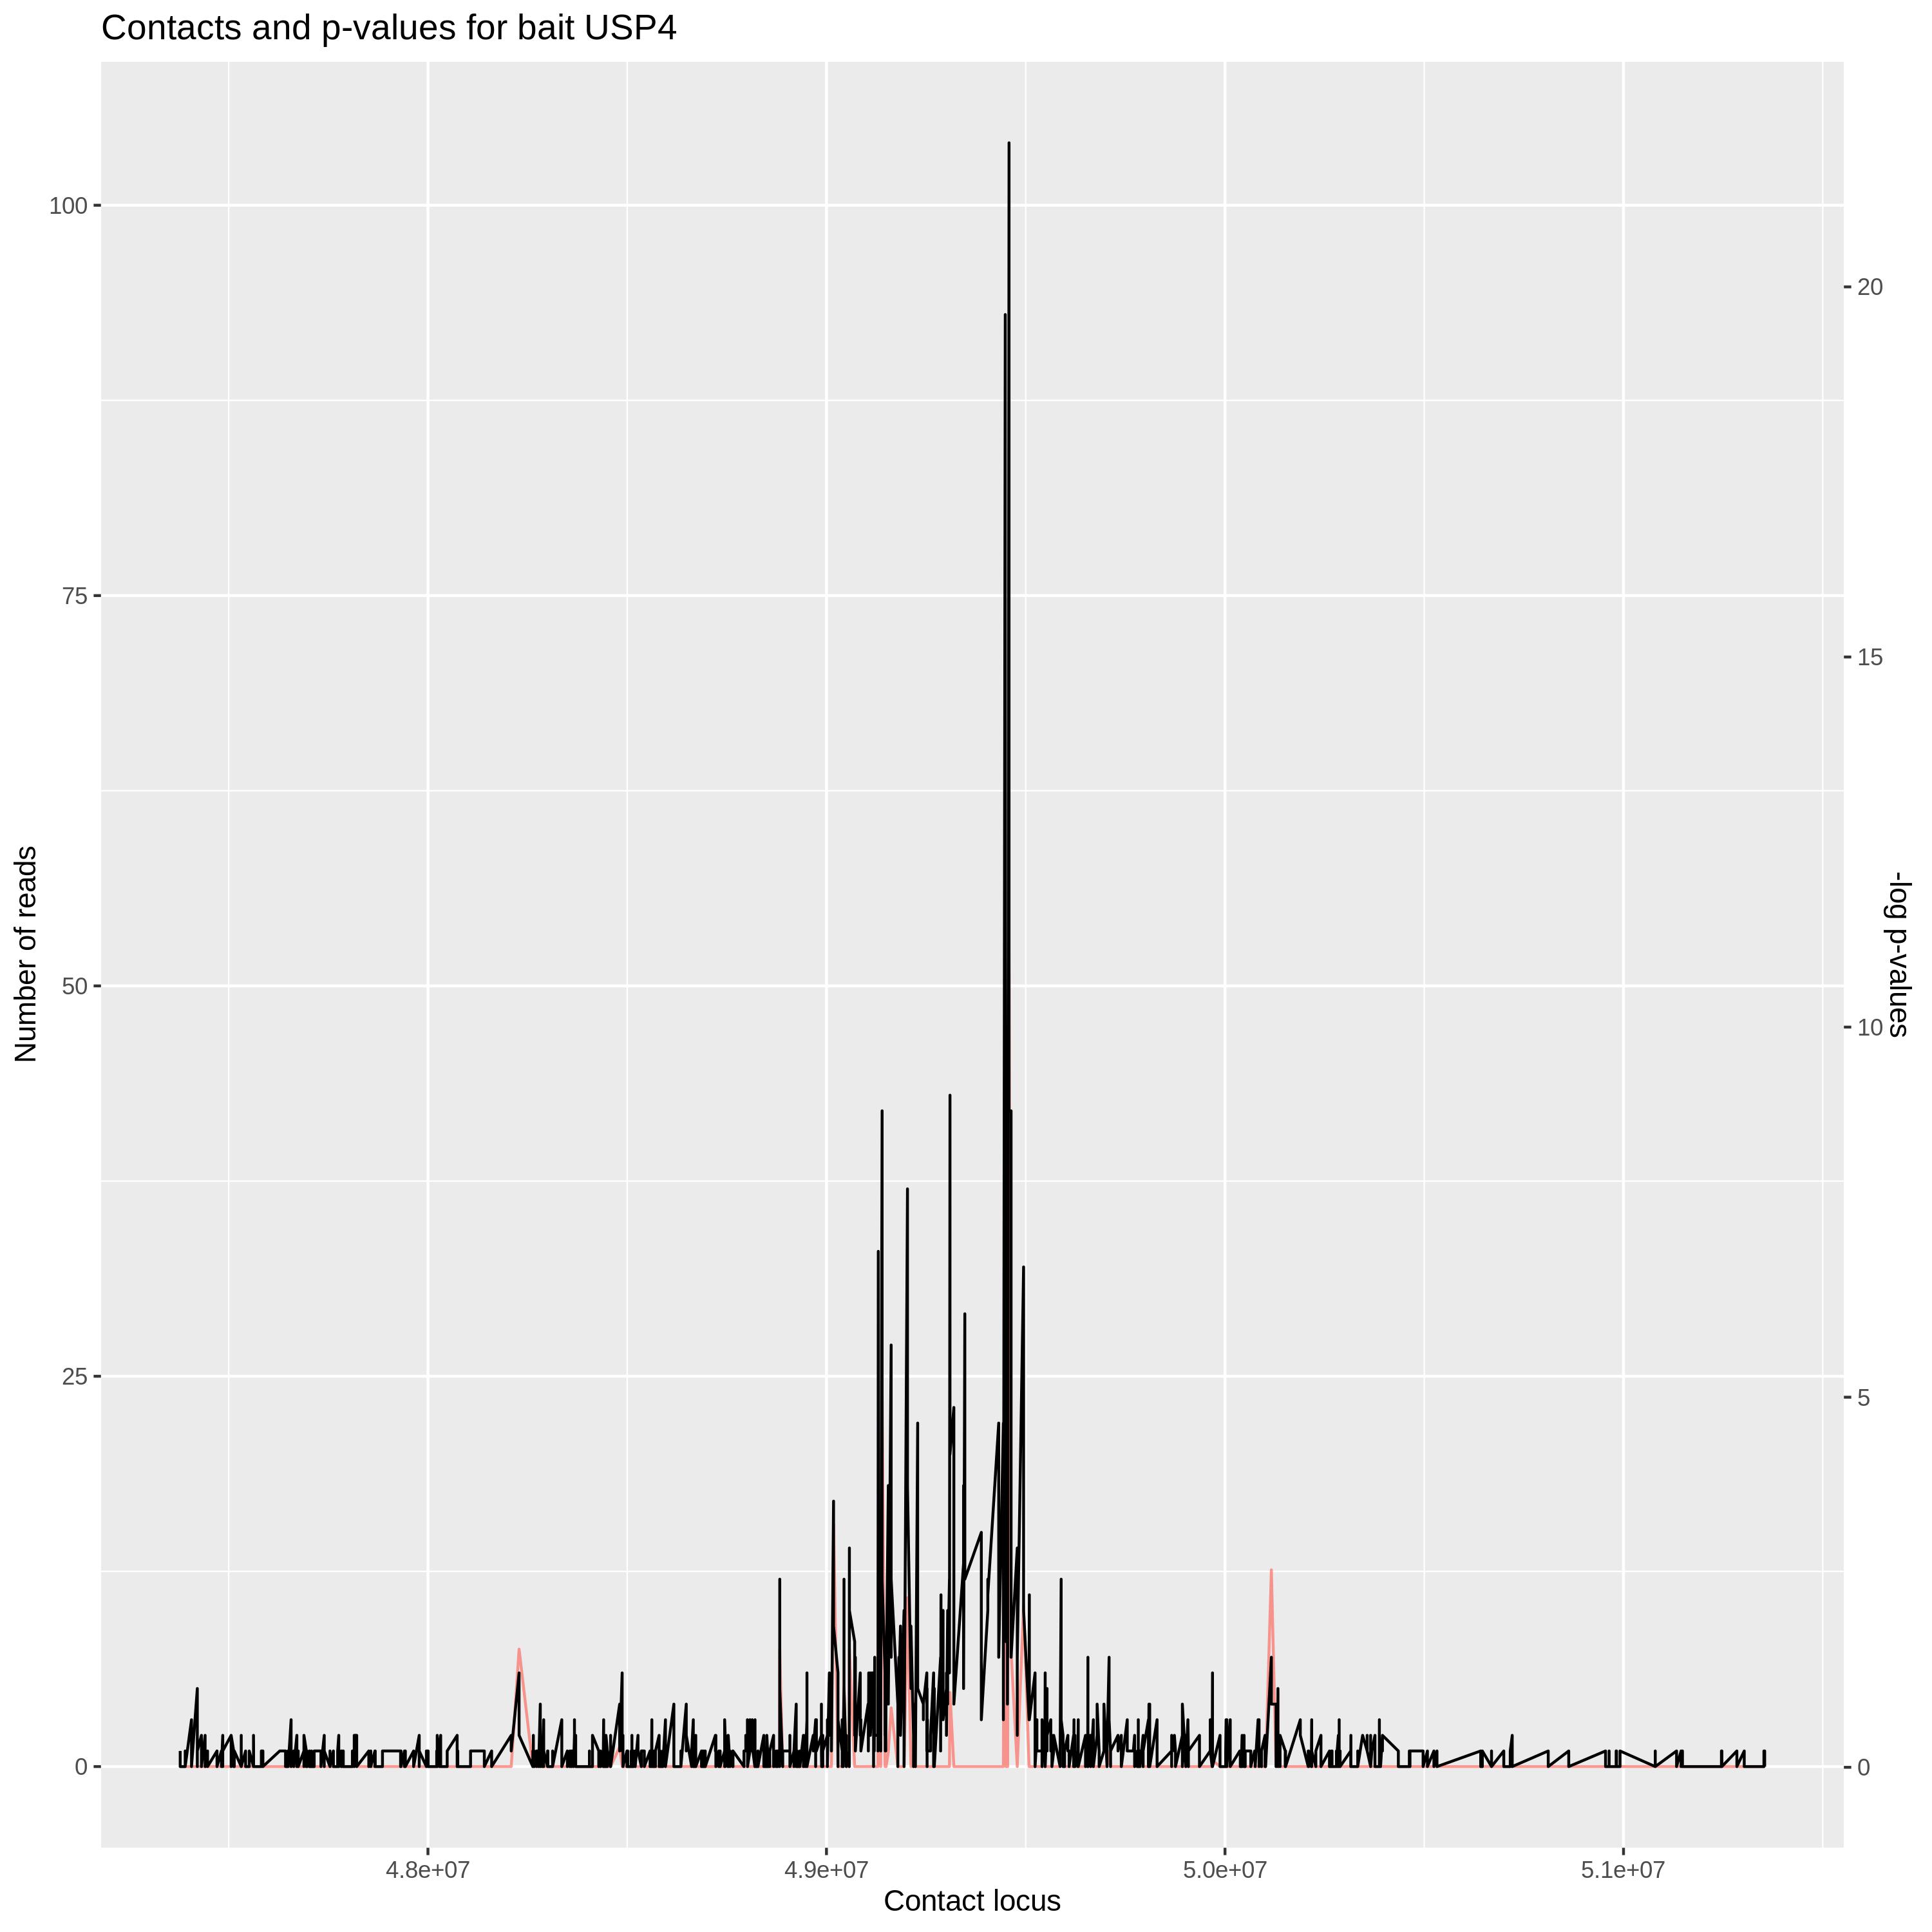 Contacts and p-values for bait USP4
100
75
50
25
0
Number of reads
20
15
10
5
0
-log p-values
4.8e+07
4.9e+07
5.0e+07
5.1e+07
Contact locus